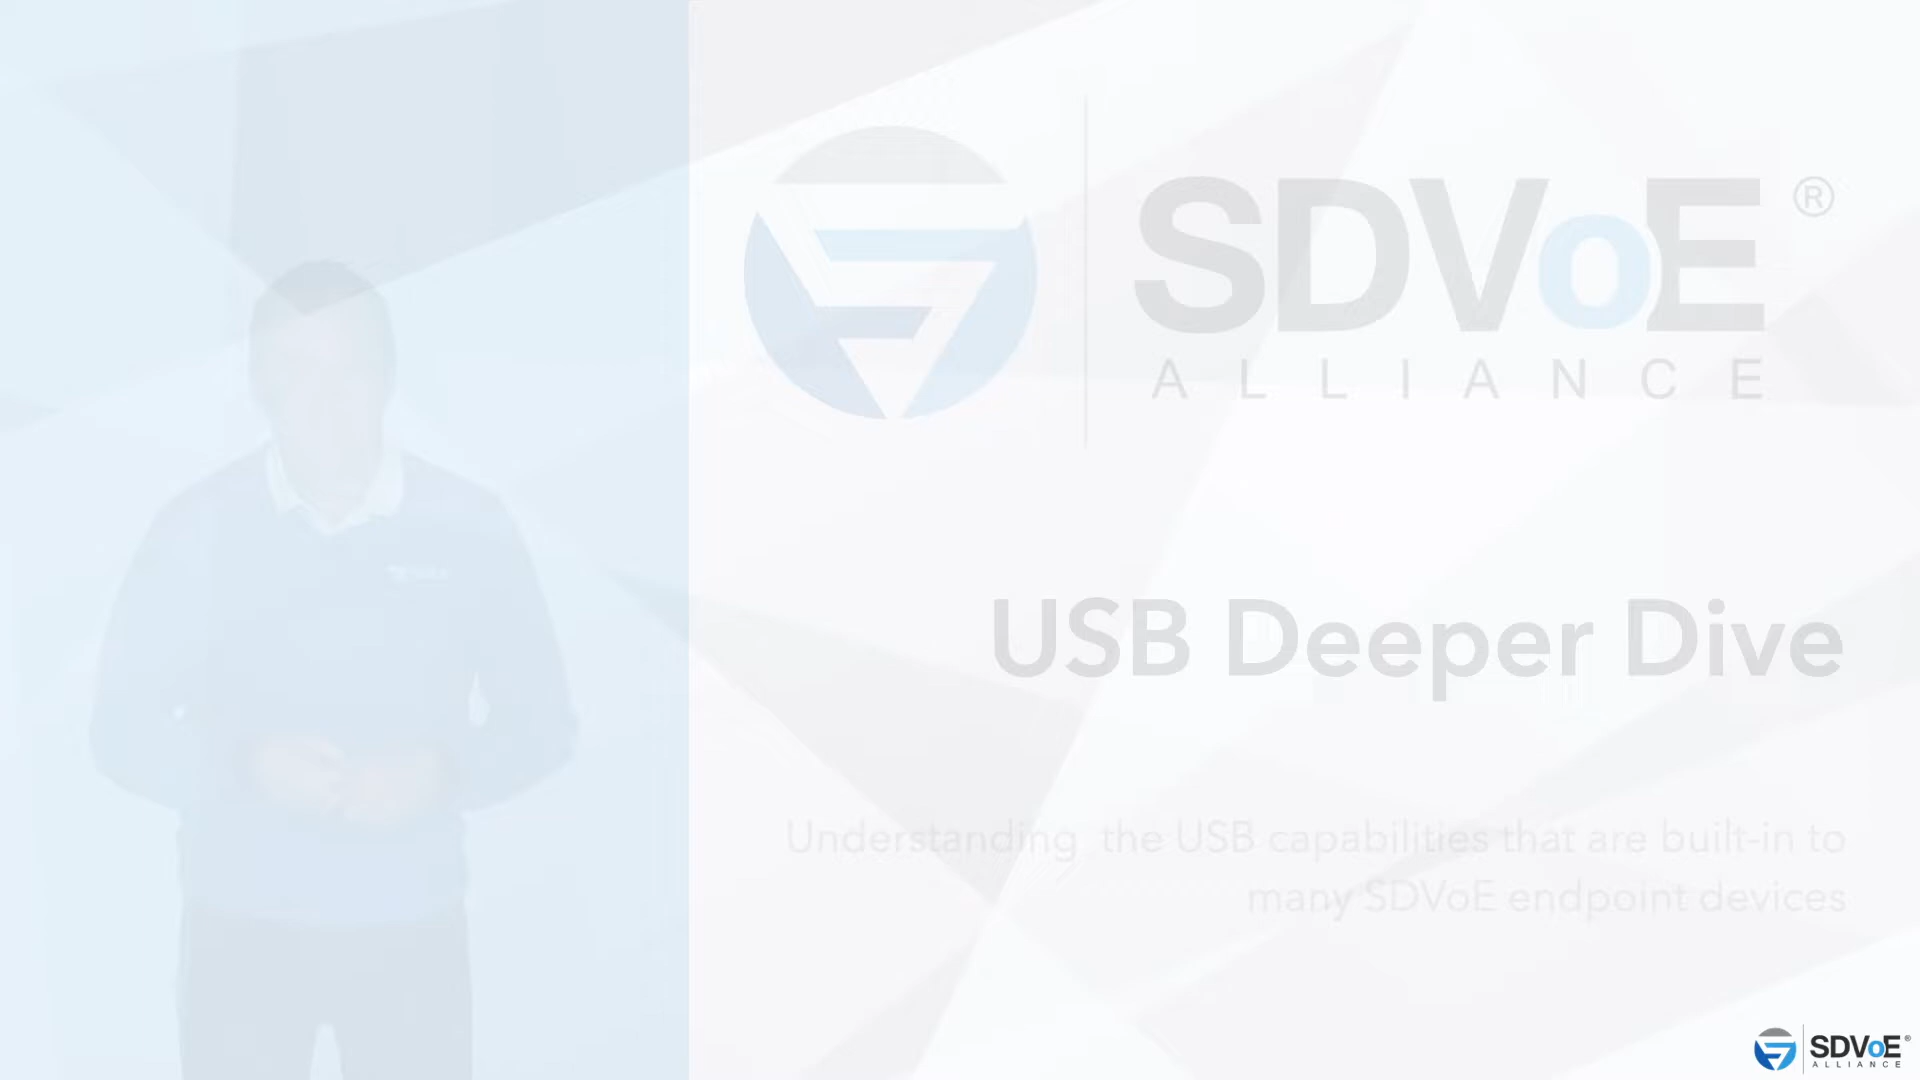 SDVoE®
ALLIANCE
USB Deeper Dive
Understanding the USB capabilities that are built-in to
many SDVoE endpoint devices
SDVoE®
ALLIANCE